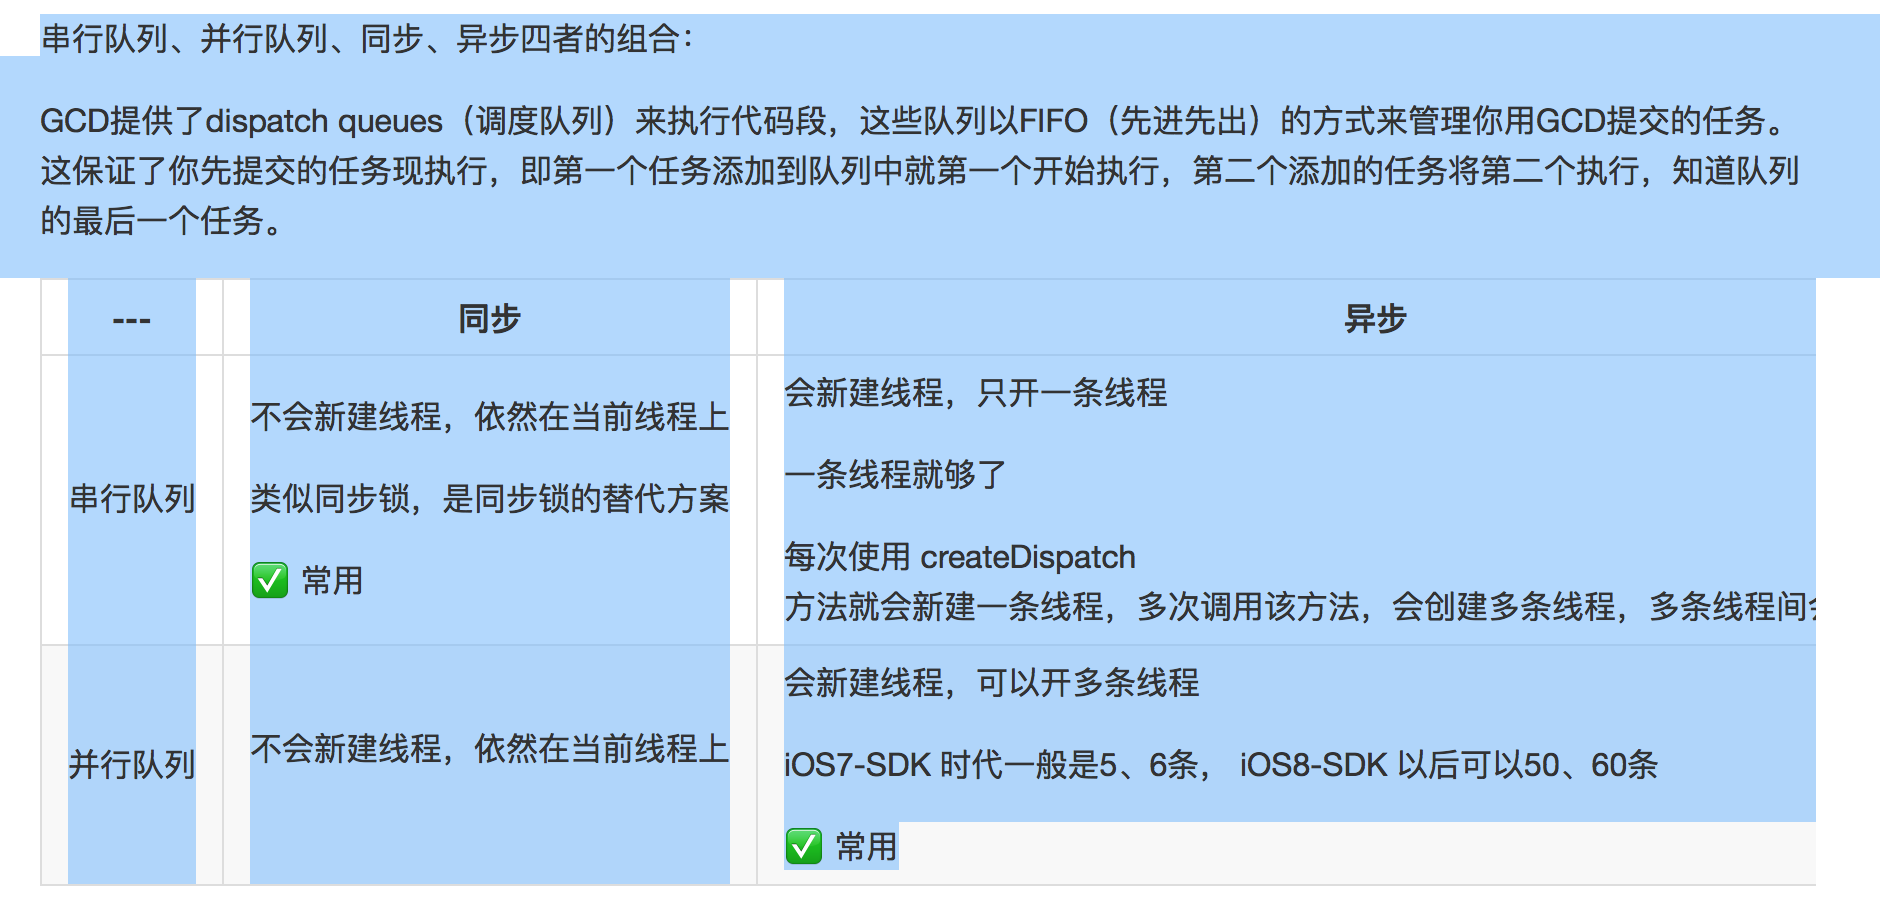 串行队列、并行队列、同步、异步四者的组合：
GCD提供了dispatch queues（调度队列）来执行代码段，这些队列以FIFO（先进先出）的方式来管理你用GCD提交的任务。
这保证了你先提交的任务现执行，即第一个任务添加到队列中就第一个开始执行，第二个添加的任务将第二个执行，知道队列
的最后一个任务。
--- 同步 异步
串行队列
不会新建线程，依然在当前线程上
类似同步锁，是同步锁的替代方案
✅ 常用
会新建线程，只开一条线程
一条线程就够了
每次使用 createDispatch
方法就会新建一条线程，多次调用该方法，会创建多条线程，多条线程间
并行队列
不会新建线程，依然在当前线程上
会新建线程，可以开多条线程
iOS7-SDK 时代一般是5、6条， iOS8-SDK 以后可以50、60条
✅ 常用